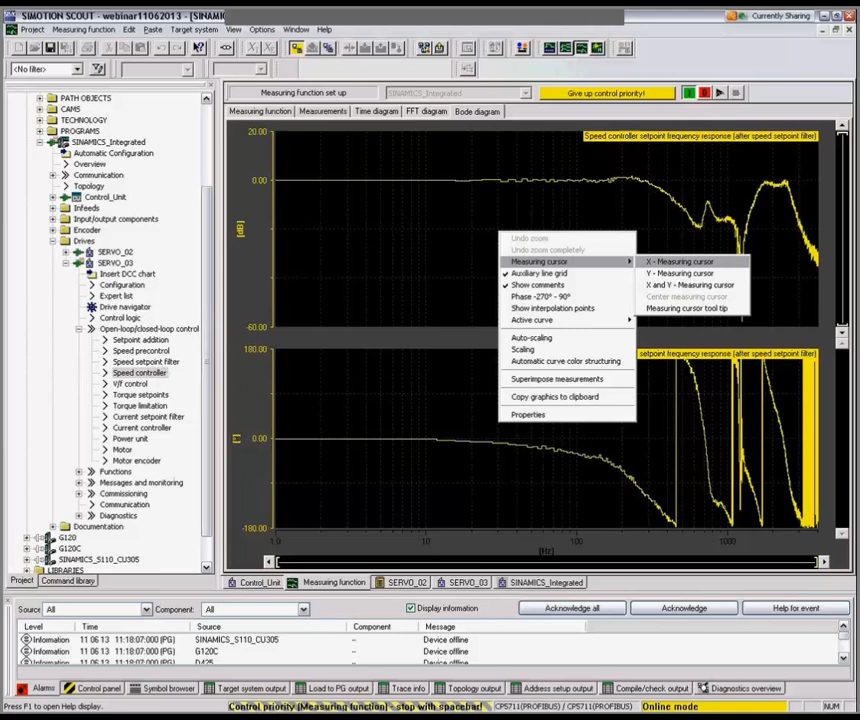 SIMOTION SCOUT - webinar11062013 - [SINAMIC
Currently Sharing
Project Measuring function Edit Paste Target system View Options Window Help
<No filter>
Measuring function set up
SINAMICS_Integrated
Give up control priority!
Measuring function Measurements Time diagram FFT diagram Bode diagram
PATH OBJECTS
CAMS
TECHNOLOGY
PROGRAMS
SINAMICS_Integrated
Automatic Configuration
Overview
Communication
Topology
Control_Unit
Infeeds
Input/output components
Encoder
Drives
SERVO_02
SERVO_03
Insert DCC chart
Configuration
Expert list
Drive navigator
Control logic
Open-loop/closed-loop control
Setpoint addition
Speed precontrol
Speed setpoint filter
Speed controller
V/f control
Torque setpoints
Torque limitation
Current setpoint filter
Current controller
Power unit
Motor
Motor encoder
Functions
Messages and monitoring
Commissioning
Communication
Diagnostics
Documentation
G120
G120C
SINAMICS_S110_CU305
LIBRARIES
Project Command library
20.00
Speed controller setpoint frequency response (after speed setpoint filter)
0.00
[dB]
-60.00
180.00
setpoint frequency response (after speed setpoint filter)
[°]
0.00
-180.00
1.0 10 100 1000
[Hz]
Undo zoom
Undo zoom completely
Measuring cursor
Auxiliary line grid
Show comments
Phase -270° - 90°
Show interpolation points
Active curve
Auto-scaling
Scaling
Automatic curve color structuring
Superimpose measurements
Copy graphics to clipboard
Properties
X - Measuring cursor
Y - Measuring cursor
X and Y - Measuring cursor
Center measuring cursor
Measuring cursor tool tip
Control_Unit Measuring function SERVO_02 SERVO_03 SINAMICS_Integrated
Source All Component: All Display information Acknowledge all Acknowledge Help for event
Level Time Source Component Message
Information 11 06 13 11:18:07:000 (PG) SINAMICS_S110_CU305 -- Device offline
Information 11 06 13 11:18:07:000 (PG) G120C -- Device offline
Information 11 06 13 11:18:07:000 (PG) D425 -- Device offline
Alarms Control panel Symbol browser Target system output Load to PG output Trace info Topology output Address setup output Compile/check output Diagnostics overview
Press F1 to open Help display. Control priority (Measuring function) - stop with spacebar! CP5711(PROFIBUS) / CP5711 (PROFIBUS) Online mode NUM